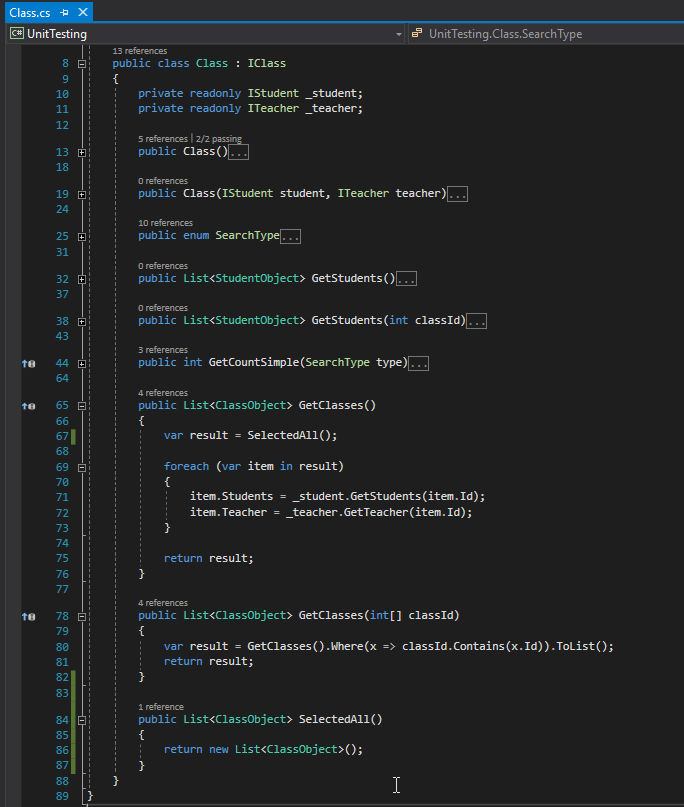 Class.cs
C# UnitTesting
UnitTesting.Class.SearchType
13 references
8 public class Class : IClass
9 {
10 private readonly IStudent _student;
11 private readonly ITeacher _teacher;
12
5 references | 2/2 passing
13 public Class()...
18
0 references
19 public Class(IStudent student, ITeacher teacher)...
24
10 references
25 public enum SearchType...
31
0 references
32 public List<StudentObject> GetStudents()...
37
0 references
38 public List<StudentObject> GetStudents(int classId)...
43
3 references
44 public int GetCountSimple(SearchType type)...
64
4 references
65 public List<ClassObject> GetClasses()
66 {
67 var result = SelectedAll();
68
69 foreach (var item in result)
70 {
71 item.Students = _student.GetStudents(item.Id);
72 item.Teacher = _teacher.GetTeacher(item.Id);
73 }
74
75 return result;
76 }
77
4 references
78 public List<ClassObject> GetClasses(int[] classId)
79 {
80 var result = GetClasses().Where(x => classId.Contains(x.Id)).ToList();
81 return result;
82 }
83
1 reference
84 public List<ClassObject> SelectedAll()
85 {
86 return new List<ClassObject>();
87 }
88 }
89 }